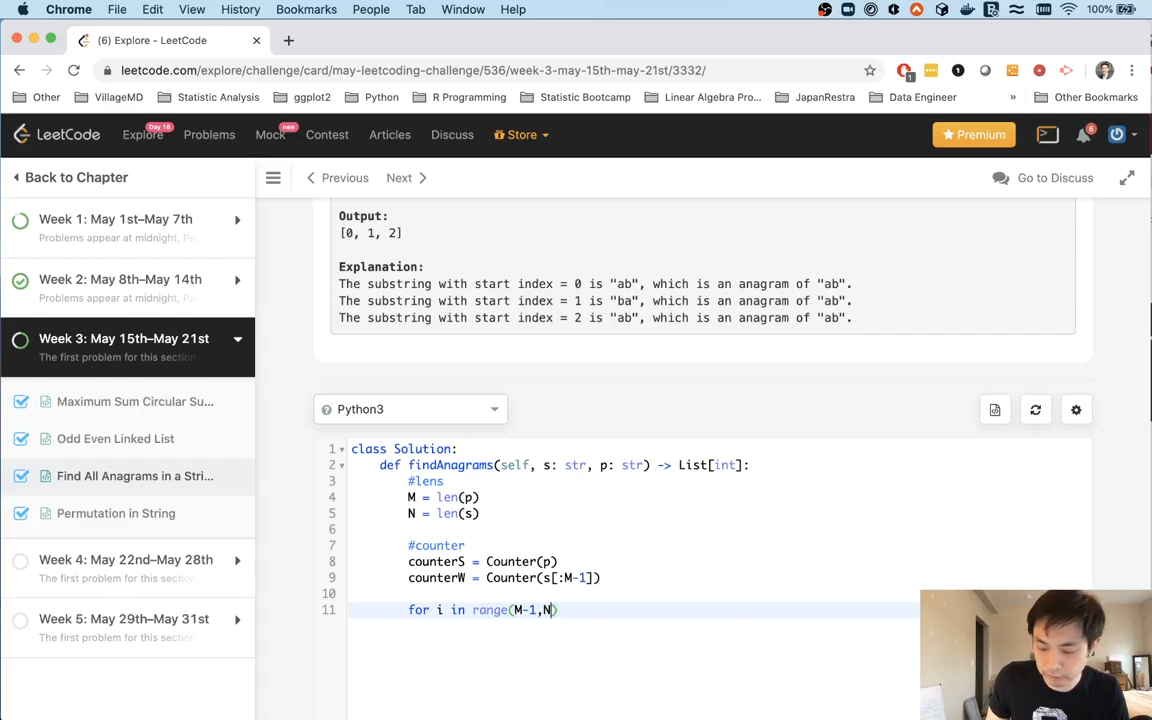 Chrome File Edit View History Bookmarks People Tab Window Help 100%
(6) Explore - LeetCode
leetcode.com/explore/challenge/card/may-leetcoding-challenge/536/week-3-may-15th-may-21st/3332/
Other VillageMD Statistic Analysis ggplot2 Python R Programming Statistic Bootcamp Linear Algebra Pro... JapanRestra Data Engineer » Other Bookmarks
LeetCode Explore Day 18 Problems Mock new Contest Articles Discuss Store Premium 6
Back to Chapter
Previous Next Go to Discuss
Week 1: May 1st–May 7th
Problems appear at midnight, Pa
Week 2: May 8th–May 14th
Problems appear at midnight, Pa
Week 3: May 15th–May 21st
The first problem for this section
Maximum Sum Circular Su...
Odd Even Linked List
Find All Anagrams in a Stri...
Permutation in String
Week 4: May 22nd–May 28th
The first problem for this section
Week 5: May 29th–May 31st
The first problem for this section
Output:
[0, 1, 2]
Explanation:
The substring with start index = 0 is "ab", which is an anagram of "ab".
The substring with start index = 1 is "ba", which is an anagram of "ab".
The substring with start index = 2 is "ab", which is an anagram of "ab".
Python3
1 class Solution:
2 def findAnagrams(self, s: str, p: str) -> List[int]:
3 #lens
4 M = len(p)
5 N = len(s)
6
7 #counter
8 counterS = Counter(p)
9 counterW = Counter(s[:M-1])
10
11 for i in range(M-1,N)